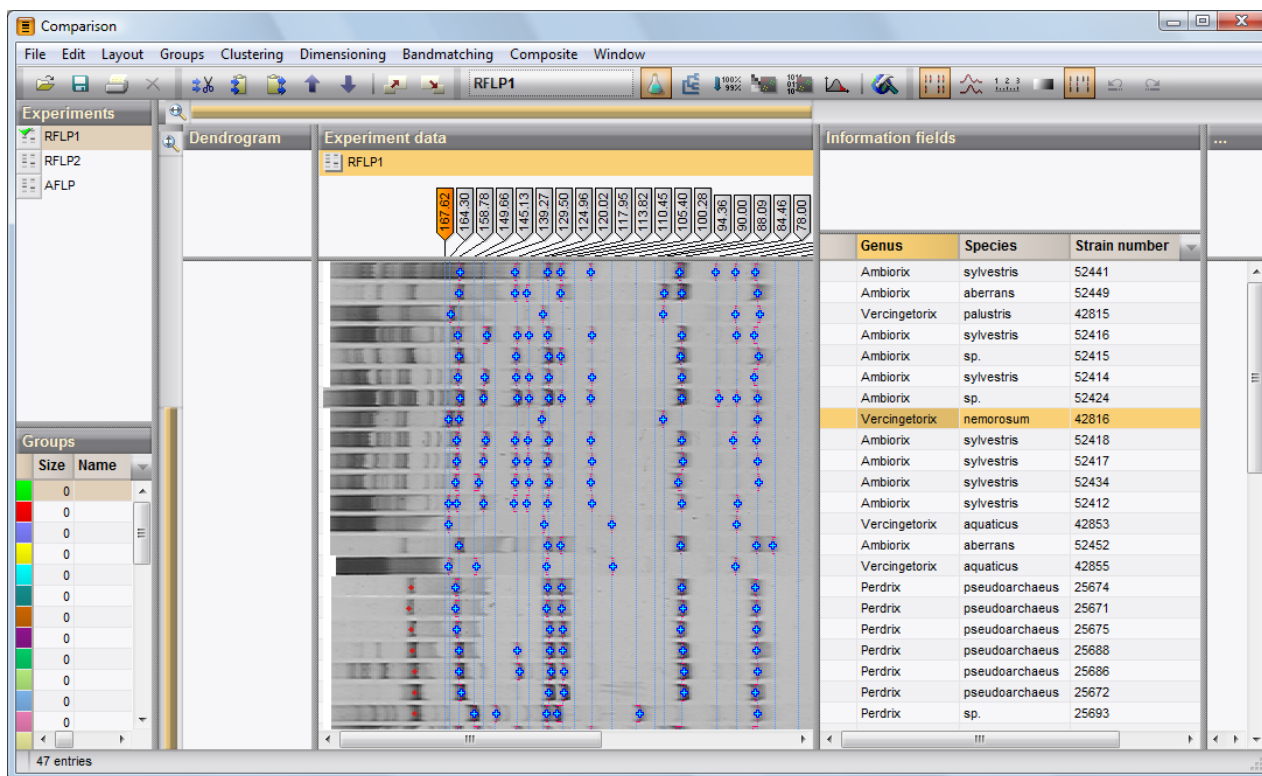 Comparison
File Edit Layout Groups Clustering Dimensioning Bandmatching Composite Window
RFLP1
Experiments
RFLP1
RFLP2
AFLP
Groups
Size Name
0
0
0
0
0
0
0
0
0
0
0
0
Dendrogram
Experiment data
RFLP1
167.62 164.30 158.78 149.66 145.13 139.27 129.50 124.96 120.02 117.95 113.82 110.45 105.40 100.28 94.36 90.00 88.09 84.46 78.00
Information fields
...
Genus Species Strain number
Ambiorix sylvestris 52441
Ambiorix aberrans 52449
Vercingetorix palustris 42815
Ambiorix sylvestris 52416
Ambiorix sp. 52415
Ambiorix sylvestris 52414
Ambiorix sp. 52424
Vercingetorix nemorosum 42816
Ambiorix sylvestris 52418
Ambiorix sylvestris 52417
Ambiorix sylvestris 52434
Ambiorix sylvestris 52412
Vercingetorix aquaticus 42853
Ambiorix aberrans 52452
Vercingetorix aquaticus 42855
Perdrix pseudoarchaeus 25674
Perdrix pseudoarchaeus 25671
Perdrix pseudoarchaeus 25675
Perdrix pseudoarchaeus 25688
Perdrix pseudoarchaeus 25686
Perdrix pseudoarchaeus 25672
Perdrix sp. 25693
47 entries